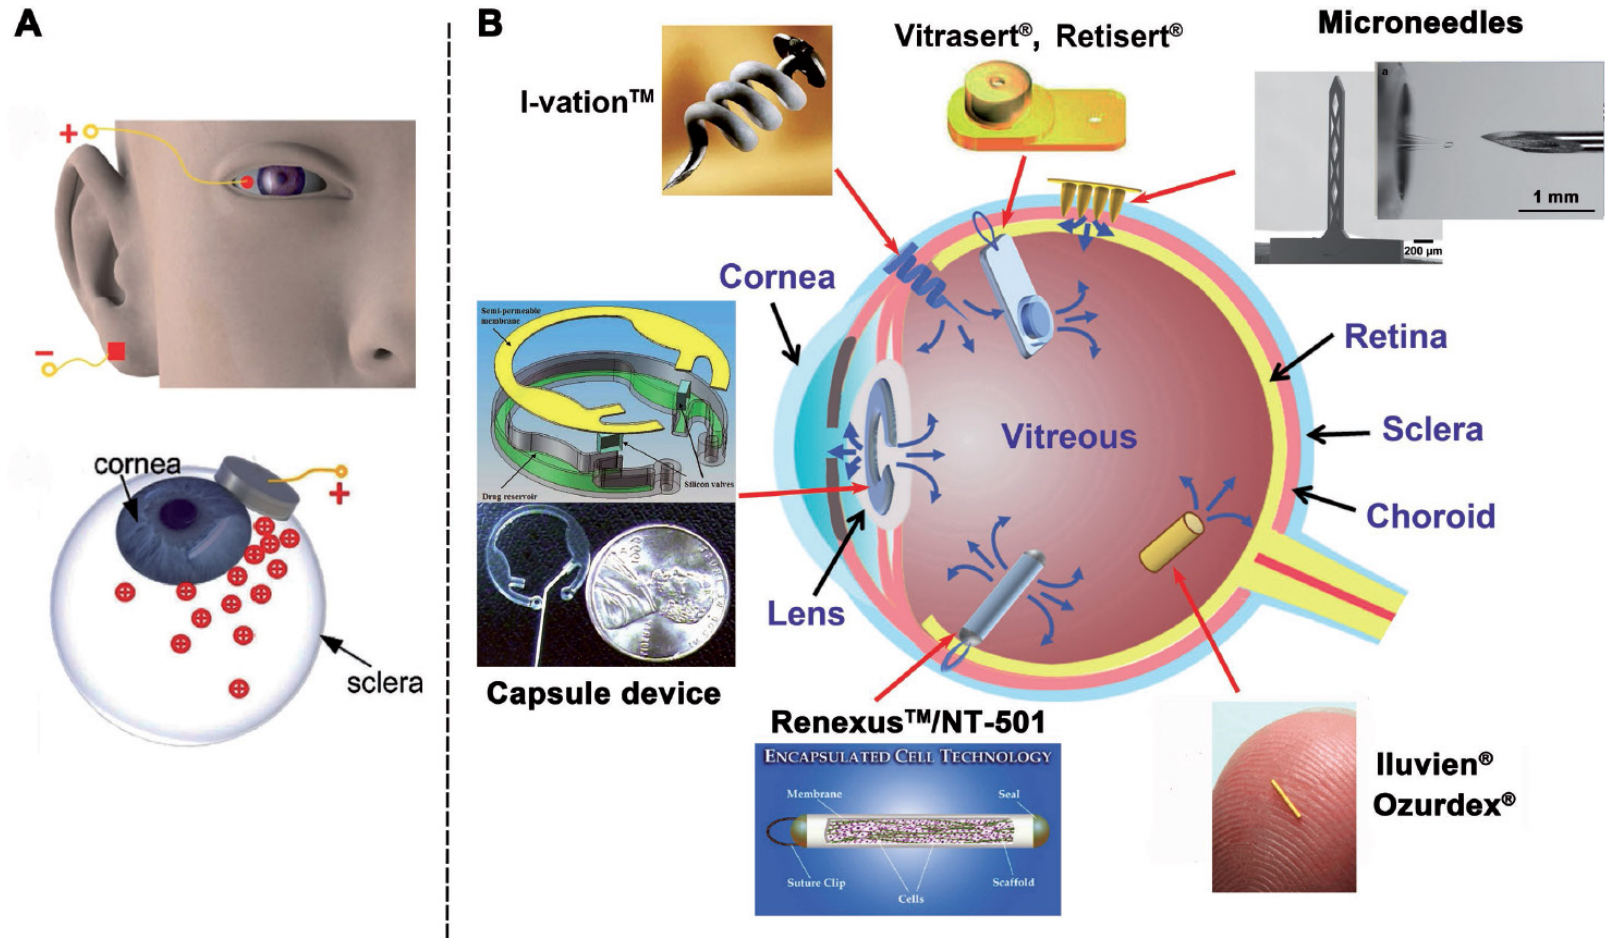 A
+
−
cornea
+
sclera
B
I-vation™
Vitrasert®, Retisert®
Microneedles
a
1 mm
200 µm
Cornea
Semi-permeable
membrane
Drug reservoir
Silicon valves
Capsule device
Retina
Sclera
Vitreous
Choroid
Lens
Renexus™/NT-501
ENCAPSULATED CELL TECHNOLOGY
Membrane
Seal
Suture Clip
Scaffold
Cells
Iluvien®
Ozurdex®